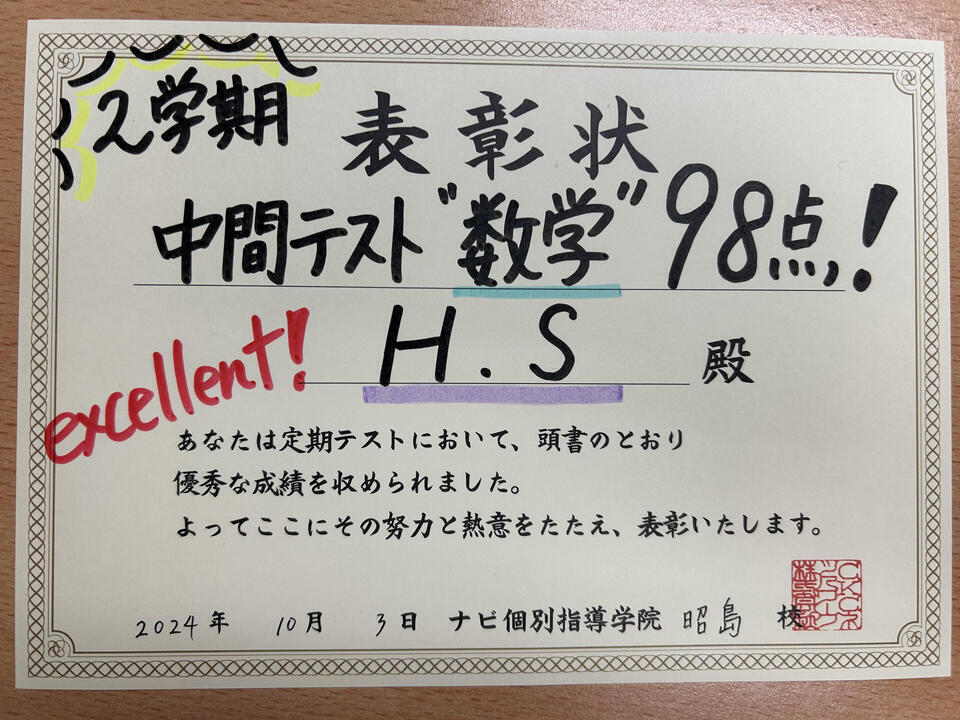 2学期
表彰状
中間テスト"数学"98点!
H.S 殿
excellent!
あなたは定期テストにおいて、頭書のとおり
優秀な成績を収められました。
よってここにその努力と熱意をたたえ、表彰いたします。
2024年 10月 3日 ナビ個別指導学院 昭島 校